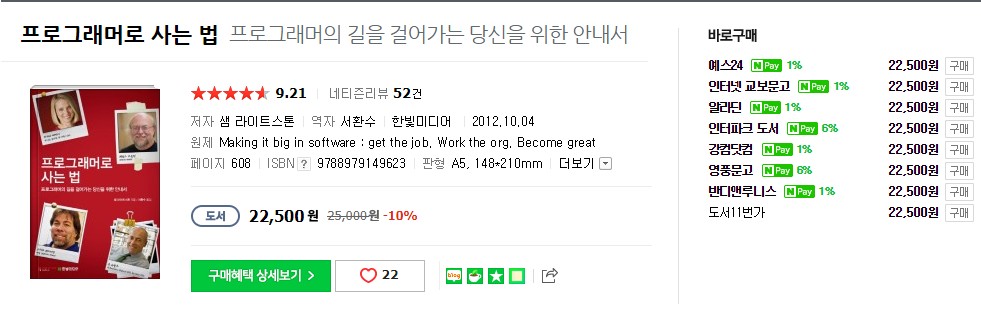 프로그래머로 사는 법 프로그래머의 길을 걸어가는 당신을 위한 안내서
프로그래머로
사는 법
프로그래머의 길을 걸어가는 당신을 위한 안내서
한빛미디어
9.21 네티즌리뷰 52건
저자 샘 라이트스톤 역자 서환수 한빛미디어 2012.10.04
원제 Making it big in software : get the job, Work the org, Become great
페이지 608 ISBN ? 9788979149623 판형 A5, 148*210mm 더보기
도서 22,500원 25,000원 -10%
구매혜택 상세보기 > 22 blog
바로구매
예스24 N Pay 1% 22,500원 구매
인터넷 교보문고 N Pay 1% 22,500원 구매
알라딘 N Pay 1% 22,500원 구매
인터파크 도서 N Pay 6% 22,500원 구매
강컴닷컴 N Pay 1% 22,500원 구매
영풍문고 N Pay 6% 22,500원 구매
반디앤루니스 N Pay 1% 22,500원 구매
도서11번가 22,500원 구매